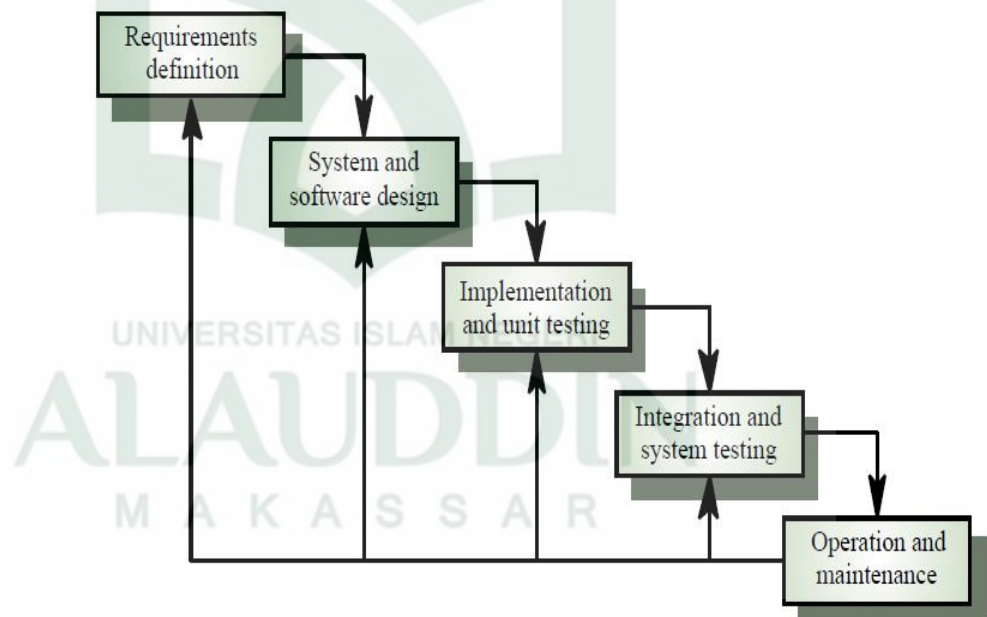 Requirements
definition
System and
software design
Implementation
and unit testing
UNIVERSITAS ISLAM NEGERI
Integration and
system testing
ALAUDDIN
MAKASSAR
Operation and
maintenance